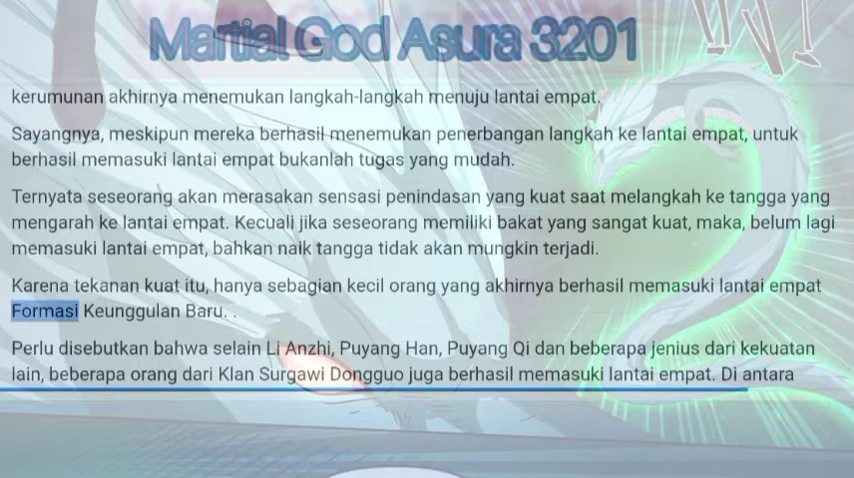 Martial God Asura 3201
kerumunan akhirnya menemukan langkah-langkah menuju lantai empat.
Sayangnya, meskipun mereka berhasil menemukan penerbangan langkah ke lantai empat, untuk
berhasil memasuki lantai empat bukanlah tugas yang mudah.
Ternyata seseorang akan merasakan sensasi penindasan yang kuat saat melangkah ke tangga yang
mengarah ke lantai empat. Kecuali jika seseorang memiliki bakat yang sangat kuat, maka, belum lagi
memasuki lantai empat, bahkan naik tangga tidak akan mungkin terjadi.
Karena tekanan kuat itu, hanya sebagian kecil orang yang akhirnya berhasil memasuki lantai empat
Formasi Keunggulan Baru. .
Perlu disebutkan bahwa selain Li Anzhi, Puyang Han, Puyang Qi dan beberapa jenius dari kekuatan
lain, beberapa orang dari Klan Surgawi Dongguo juga berhasil memasuki lantai empat. Di antara